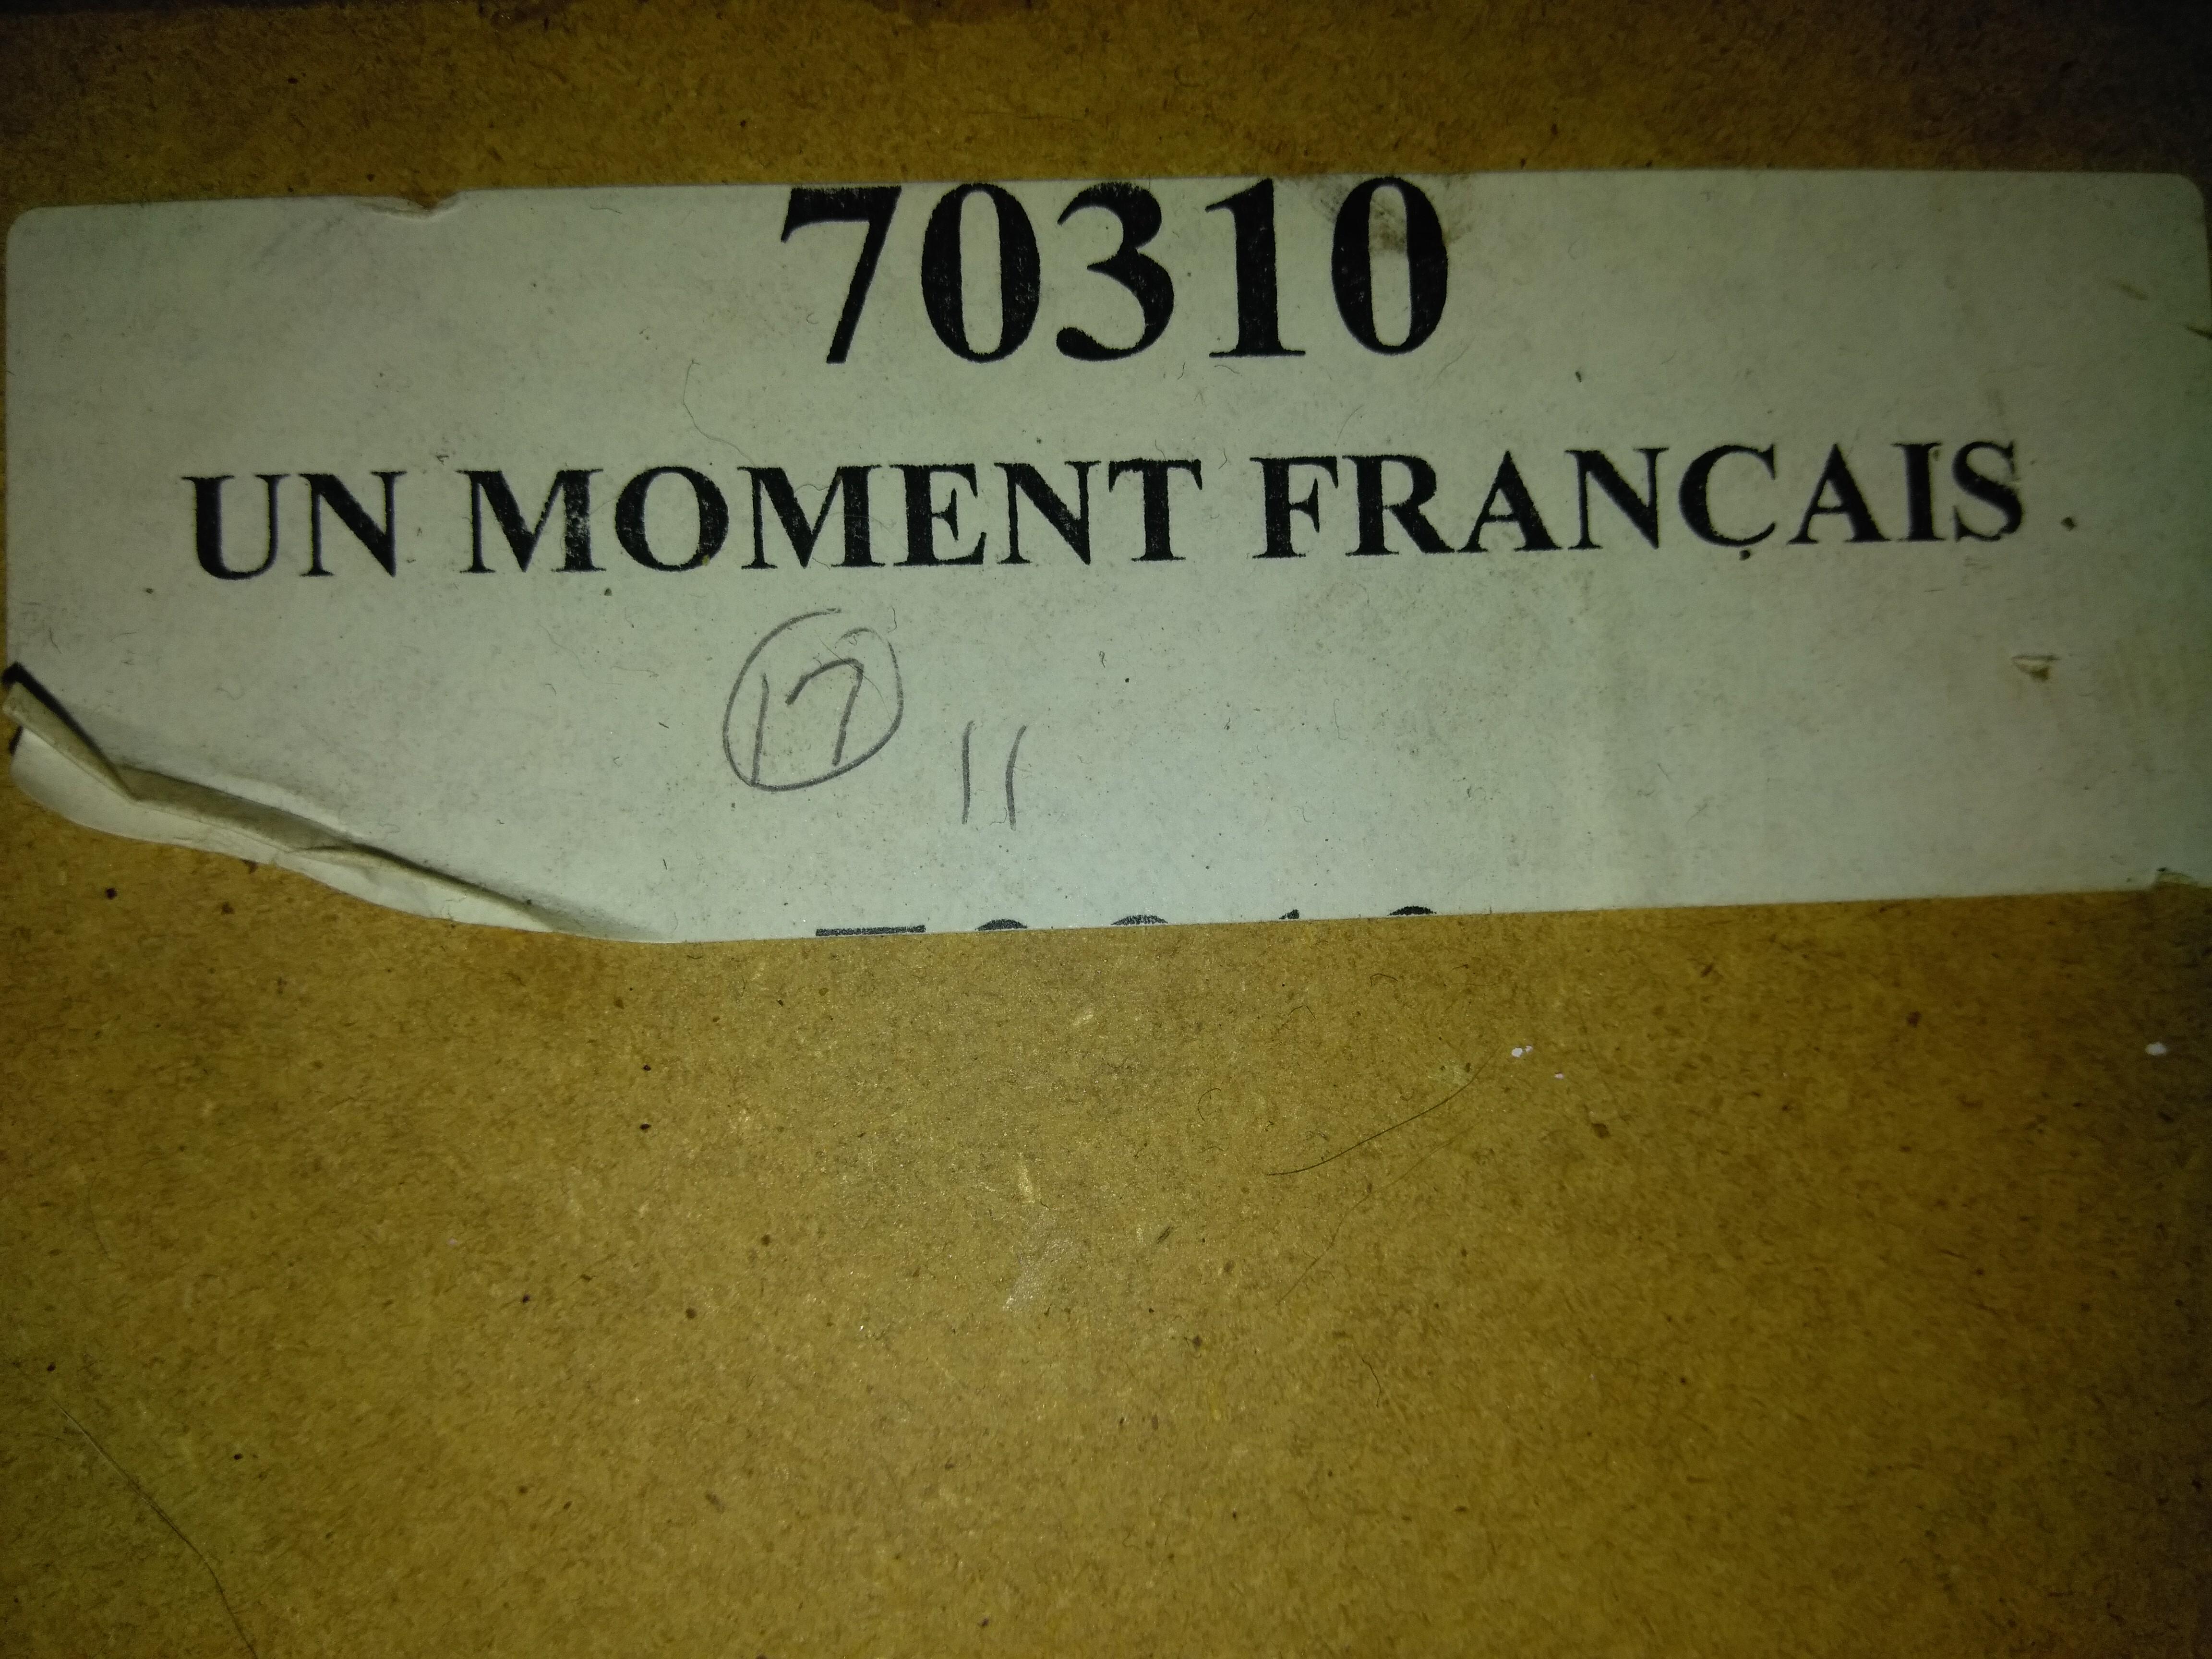 70310
UN MOMENT FRANÇAIS
17
11